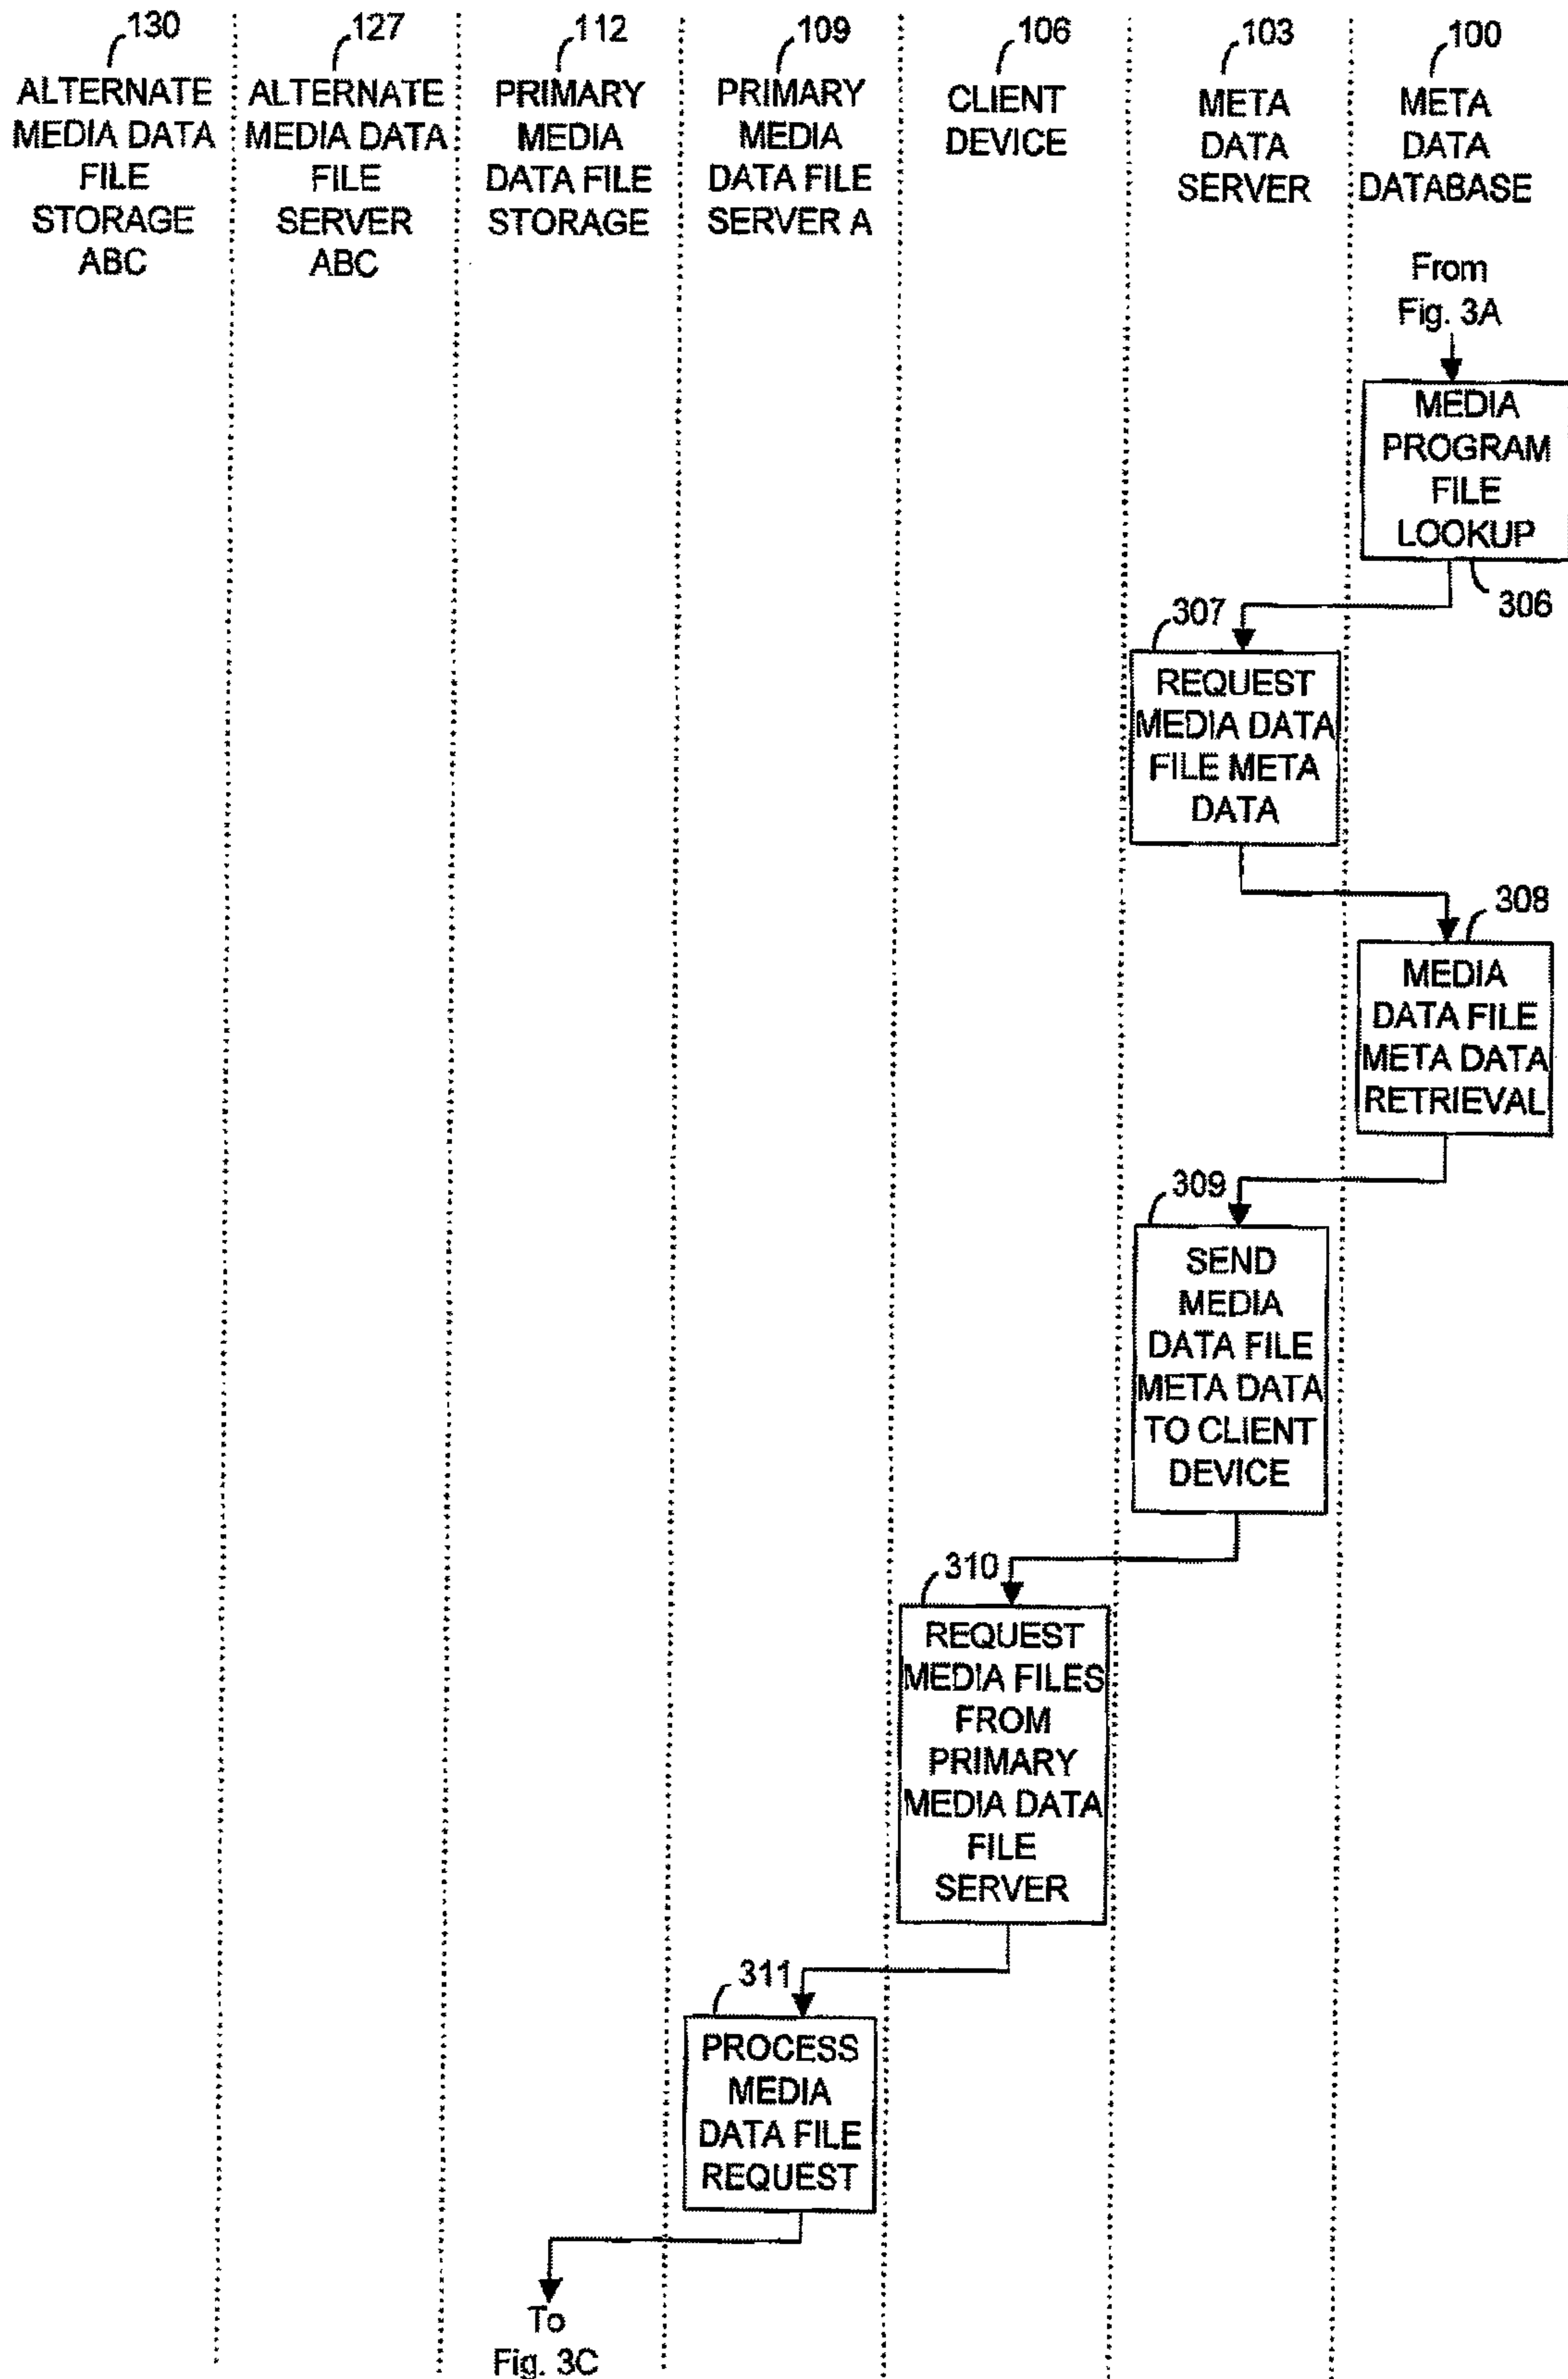 130
ALTERNATE
MEDIA DATA
FILE
STORAGE
ABC
127
ALTERNATE
MEDIA DATA
FILE
SERVER
ABC
112
PRIMARY
MEDIA
DATA FILE
STORAGE
109
PRIMARY
MEDIA
DATA FILE
SERVER A
106
CLIENT
DEVICE
103
META
DATA
SERVER
100
META
DATA
DATABASE
From
Fig. 3A
MEDIA
PROGRAM
FILE
LOOKUP
306
307
REQUEST
MEDIA DATA
FILE META
DATA
308
MEDIA
DATA FILE
META DATA
RETRIEVAL
309
SEND
MEDIA
DATA FILE
META DATA
TO CLIENT
DEVICE
310
REQUEST
MEDIA FILES
FROM
PRIMARY
MEDIA DATA
FILE
SERVER
311
PROCESS
MEDIA
DATA FILE
REQUEST
To
Fig. 3C